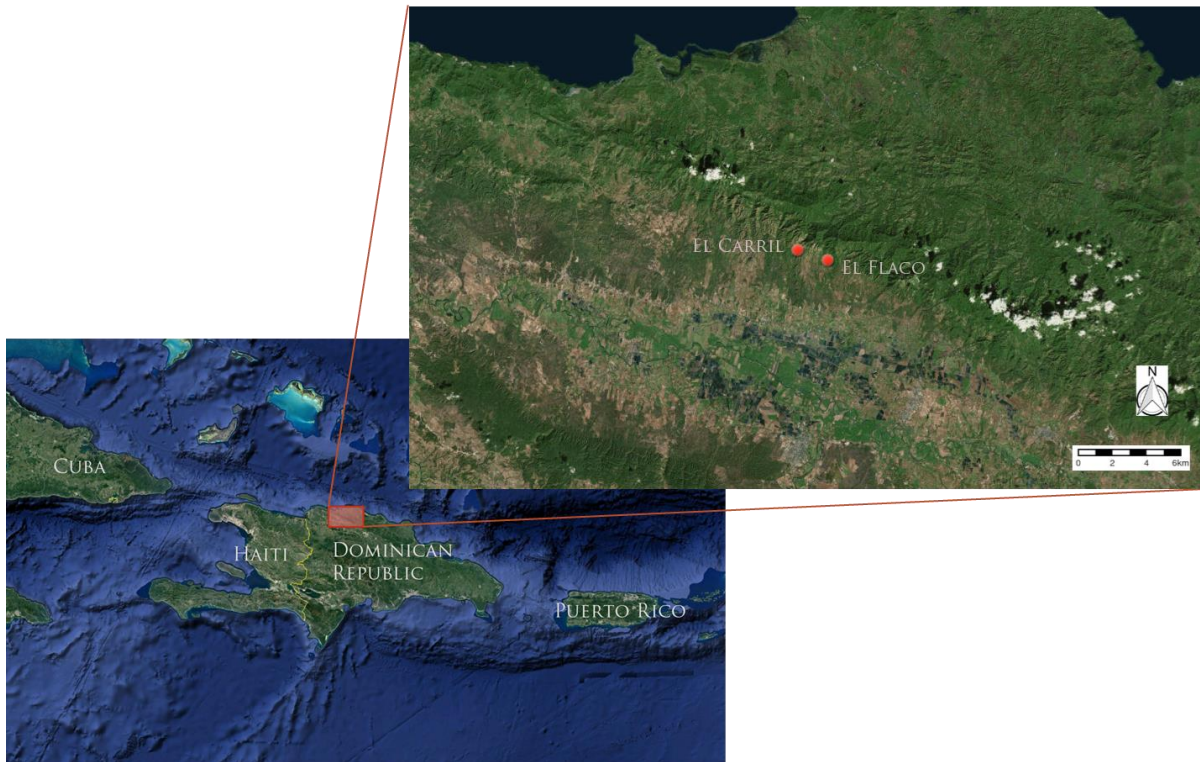 El Carril
El Flaco
N
0 2 4 6km
Cuba
Haiti
Dominican
Republic
Puerto Rico